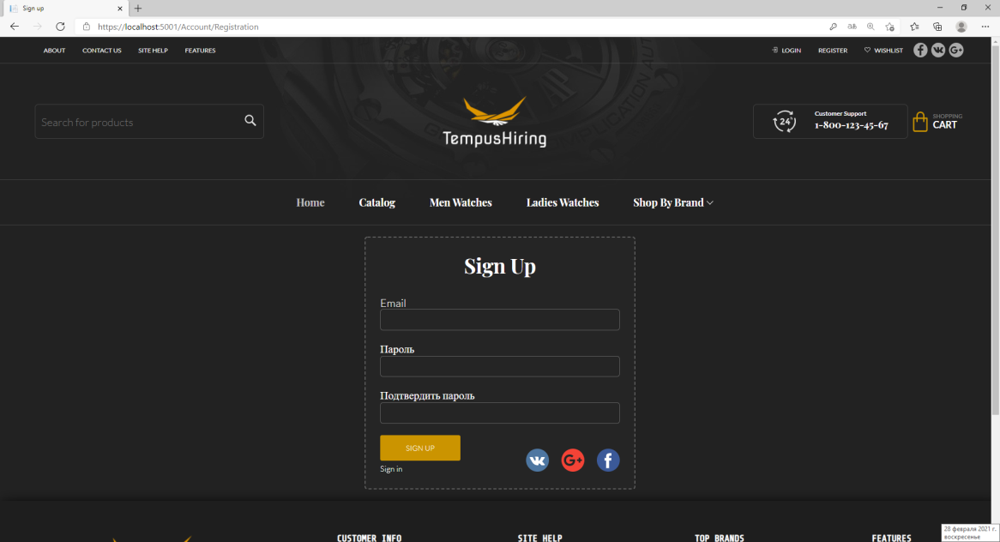 Sign up
https://localhost:5001/Account/Registration
ABOUT CONTACT US SITE HELP FEATURES LOGIN REGISTER WISHLIST
Search for products
TempusHiring
24
Customer Support
1-800-123-45-67
SHOPPING
CART
Home Catalog Men Watches Ladies Watches Shop By Brand
Sign Up
Email
Пароль
Подтвердить пароль
SIGN UP
Sign in
CUSTOMER INFO SITE HELP TOP BRANDS FEATURES
28 февраля 2021 г.
воскресенье